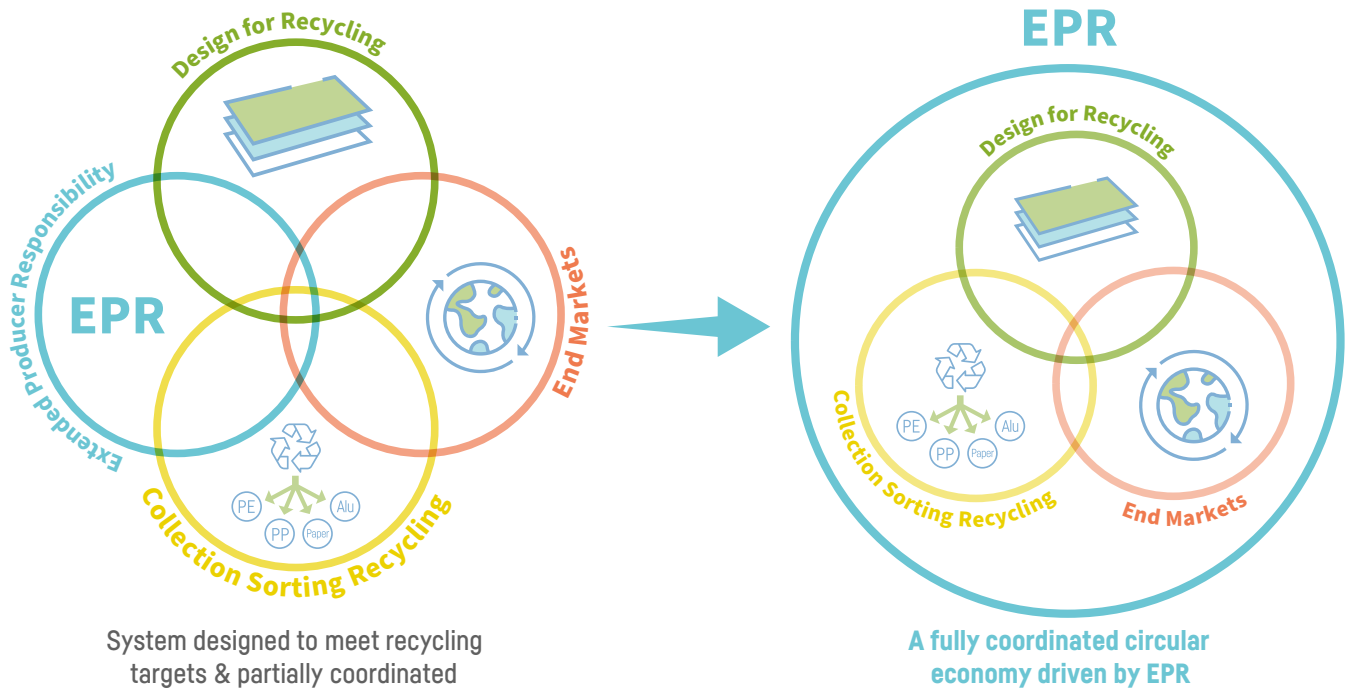 Design for Recycling
Extended Producer Responsibility
EPR
End Markets
PE
PP
Paper
Alu
Collection Sorting Recycling
System designed to meet recycling
targets & partially coordinated
EPR
Design for Recycling
PE
PP
Paper
Alu
Collection Sorting Recycling
End Markets
A fully coordinated circular
economy driven by EPR